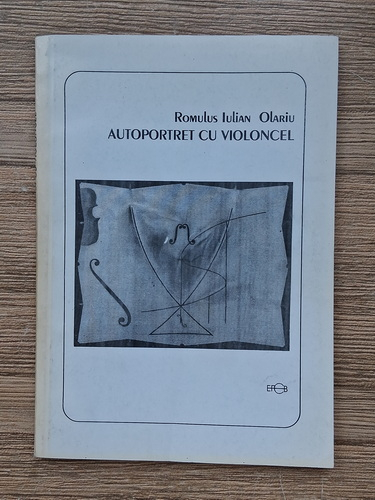 Romulus Iulian Olariu
AUTOPORTRET CU VIOLONCEL